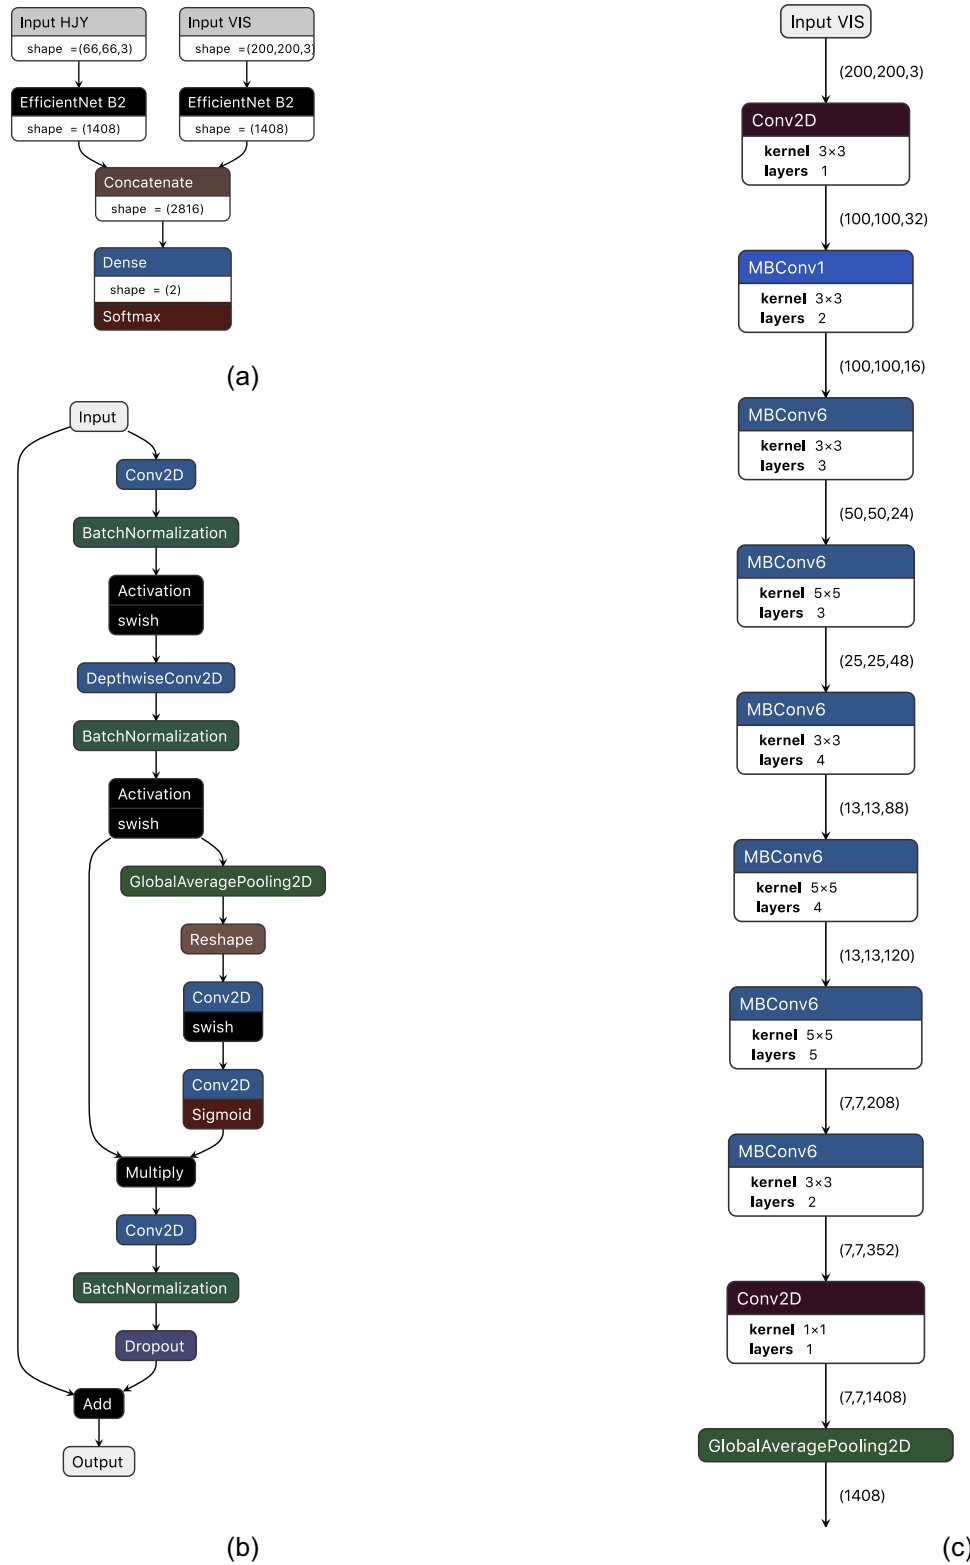 Input HJY
shape =(66,66,3)
Input VIS
shape =(200,200,3)
EfficientNet B2
shape = (1408)
EfficientNet B2
shape = (1408)
Concatenate
shape = (2816)
Dense
shape = (2)
Softmax
(a)
Input
Conv2D
BatchNormalization
Activation
swish
DepthwiseConv2D
BatchNormalization
Activation
swish
GlobalAveragePooling2D
Reshape
Conv2D
swish
Conv2D
Sigmoid
Multiply
Conv2D
BatchNormalization
Dropout
Add
Output
(b)
Input VIS
(200,200,3)
Conv2D
kernel 3×3
layers 1
(100,100,32)
MBConv1
kernel 3×3
layers 2
(100,100,16)
MBConv6
kernel 3×3
layers 3
(50,50,24)
MBConv6
kernel 5×5
layers 3
(25,25,48)
MBConv6
kernel 3×3
layers 4
(13,13,88)
MBConv6
kernel 5×5
layers 4
(13,13,120)
MBConv6
kernel 5×5
layers 5
(7,7,208)
MBConv6
kernel 3×3
layers 2
(7,7,352)
Conv2D
kernel 1×1
layers 1
(7,7,1408)
GlobalAveragePooling2D
(1408)
(c)